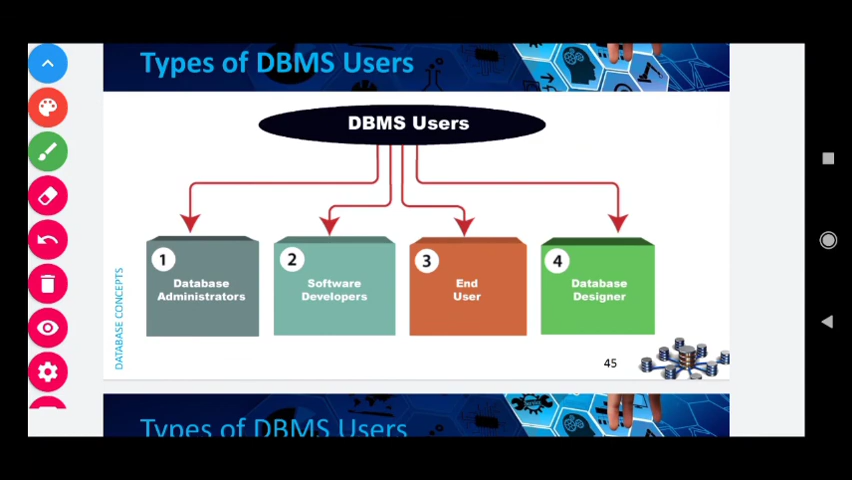 Types of DBMS Users
DBMS Users
1
Database
Administrators
2
Software
Developers
3
End
User
4
Database
Designer
DATABASE CONCEPTS
45
Types of DBMS Users